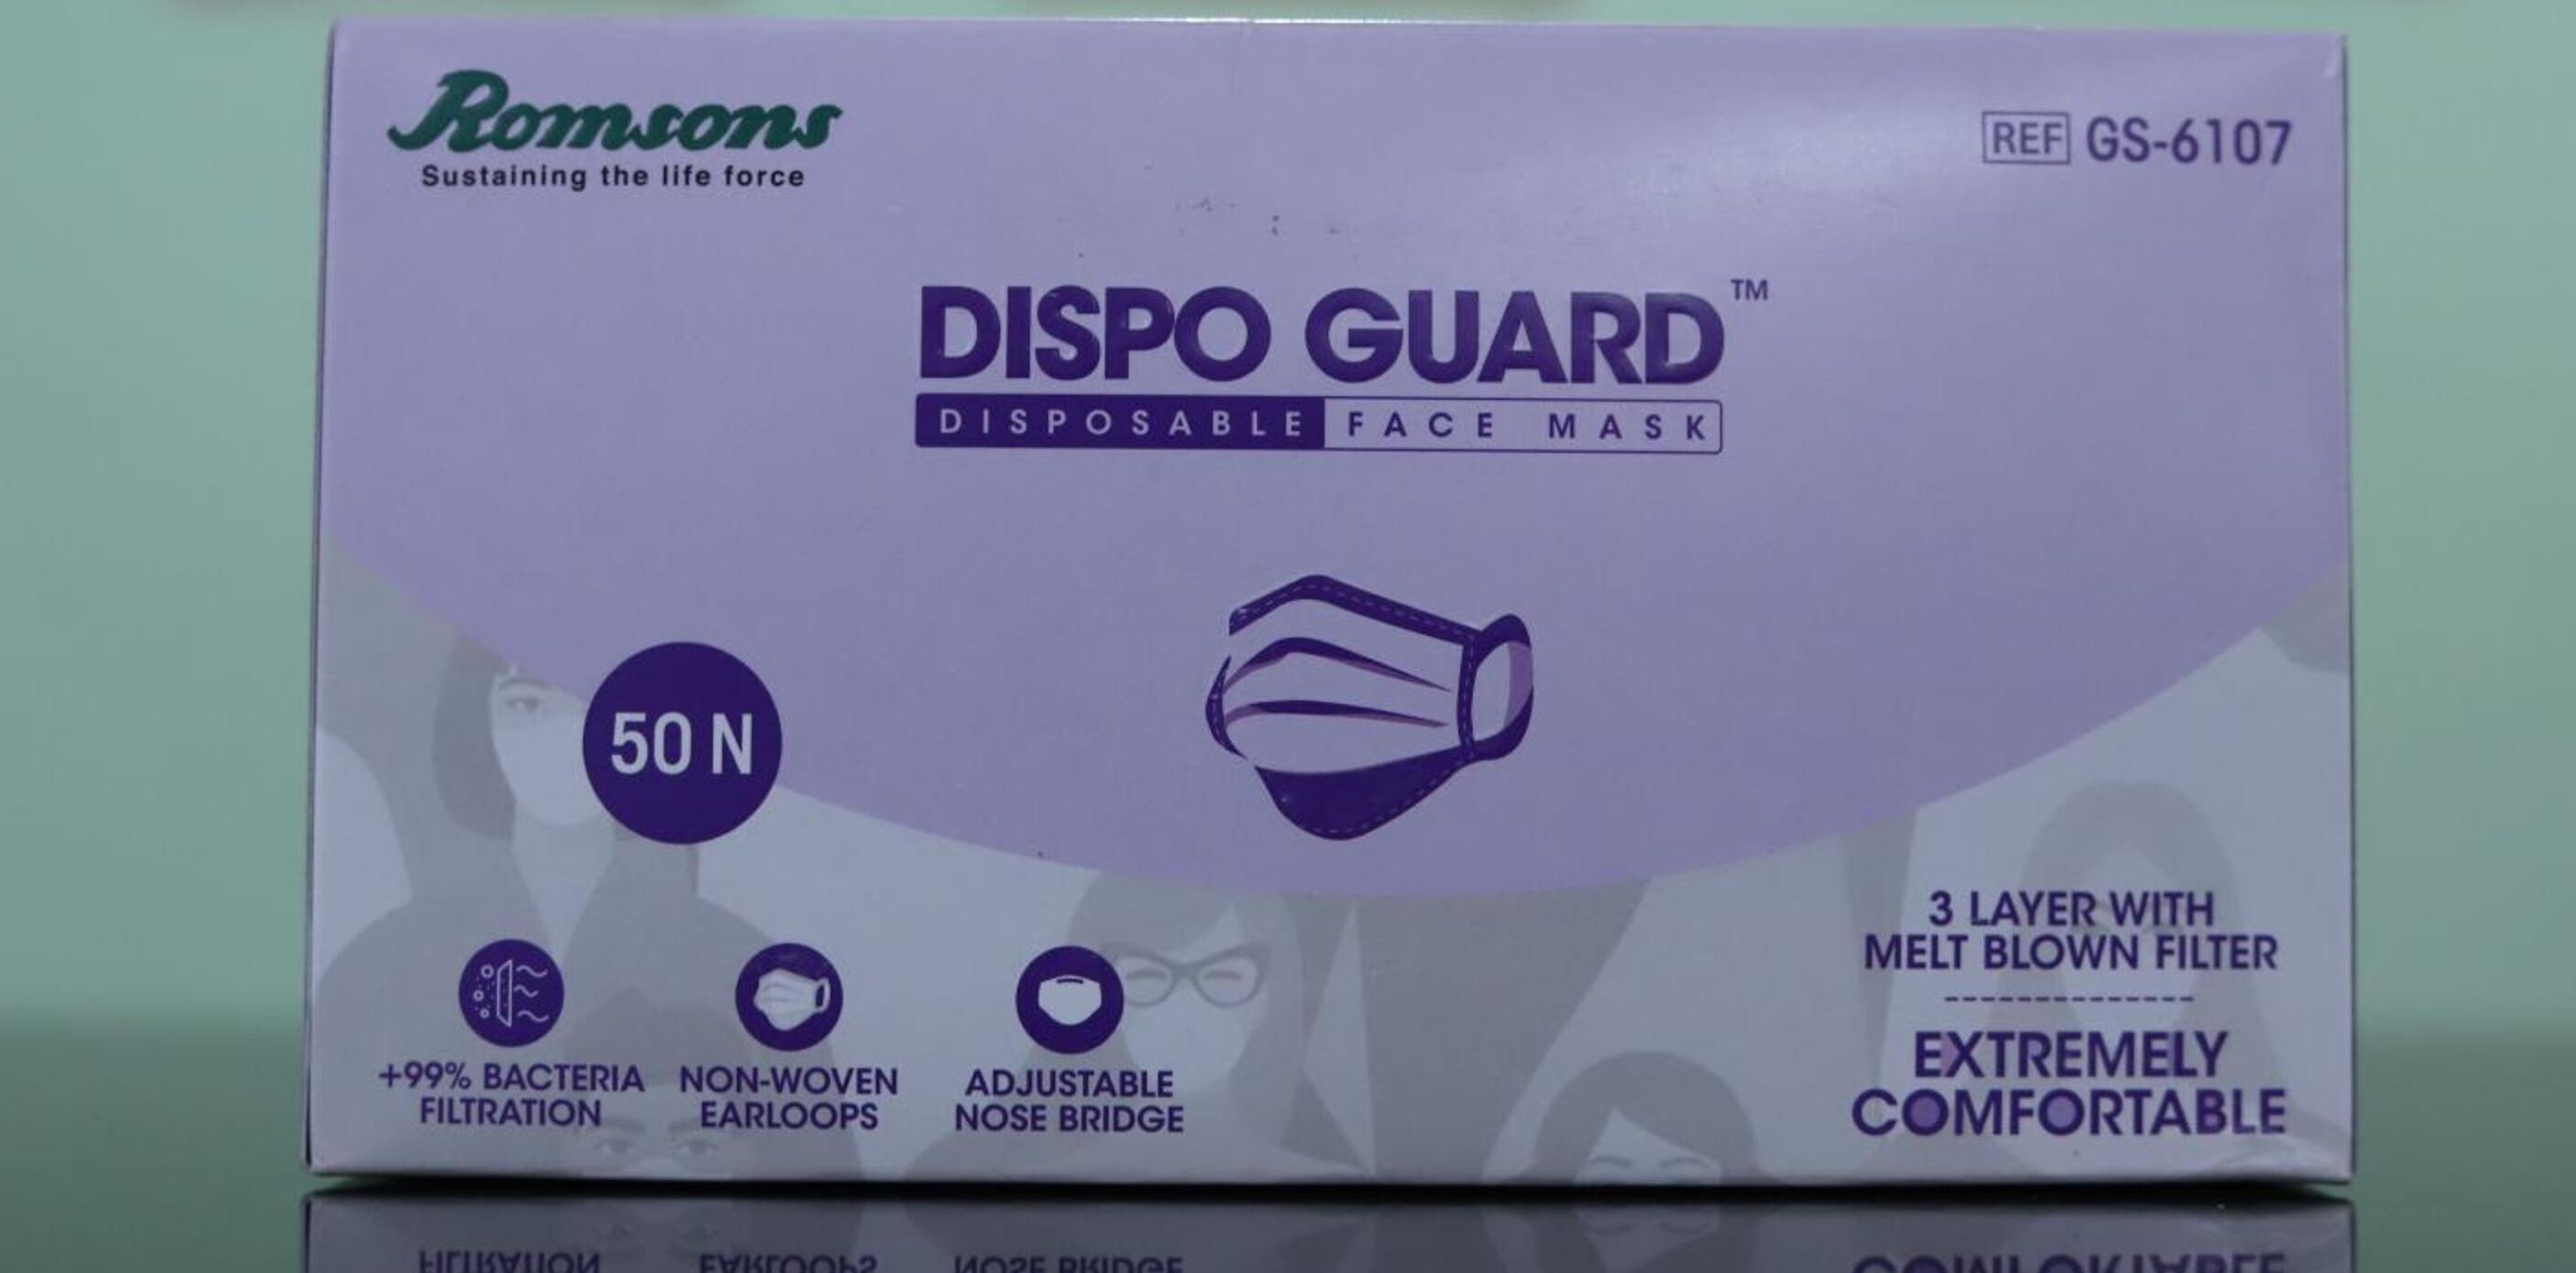 Romsons
Sustaining the life force
REF GS-6107
DISPO GUARD™
DISPOSABLE FACE MASK
50 N
3 LAYER WITH
MELT BLOWN FILTER
EXTREMELY
COMFORTABLE
+99% BACTERIA
FILTRATION
NON-WOVEN
EARLOOPS
ADJUSTABLE
NOSE BRIDGE